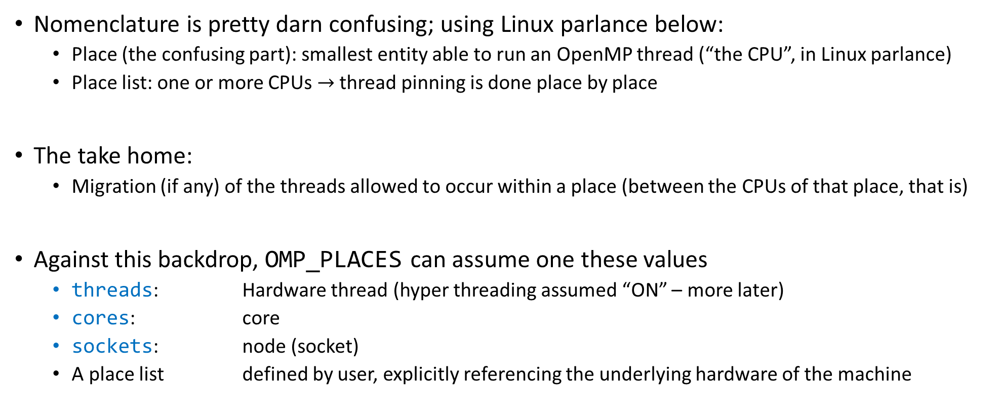 • Nomenclature is pretty darn confusing; using Linux parlance below:
• Place (the confusing part): smallest entity able to run an OpenMP thread (“the CPU”, in Linux parlance)
• Place list: one or more CPUs → thread pinning is done place by place
• The take home:
• Migration (if any) of the threads allowed to occur within a place (between the CPUs of that place, that is)
• Against this backdrop, OMP_PLACES can assume one these values
• threads: Hardware thread (hyper threading assumed “ON” – more later)
• cores: core
• sockets: node (socket)
• A place list defined by user, explicitly referencing the underlying hardware of the machine